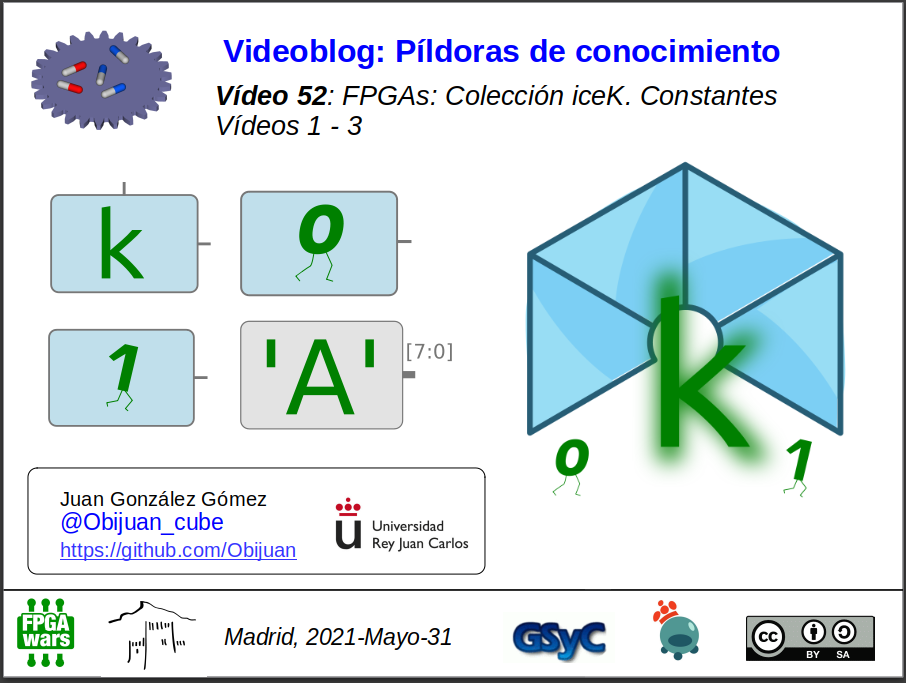 Videoblog: Píldoras de conocimiento
Vídeo 52: FPGAs: Colección iceK. Constantes
Vídeos 1 - 3
k
0
1
'A'
[7:0]
k
0
1
Juan González Gómez
@Obijuan_cube
https://github.com/Obijuan
u
Universidad
Rey Juan Carlos
FPGA
wars
Madrid, 2021-Mayo-31
GSyC
cc
BY SA